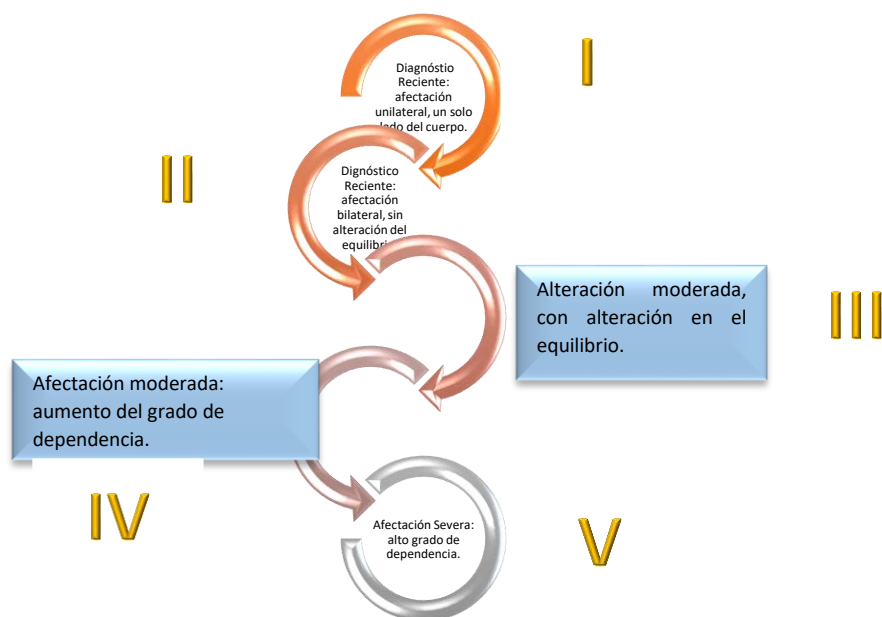 I
Diagnóstio
Reciente:
afectación
unilateral, un solo
lado del cuerpo.
II
Dignóstico
Reciente:
afectación
bilateral, sin
alteración del
equilibrio
Alteración moderada,
con alteración en el
equilibrio.
III
Afectación moderada:
aumento del grado de
dependencia.
IV
Afectación Severa:
alto grado de
dependencia.
V